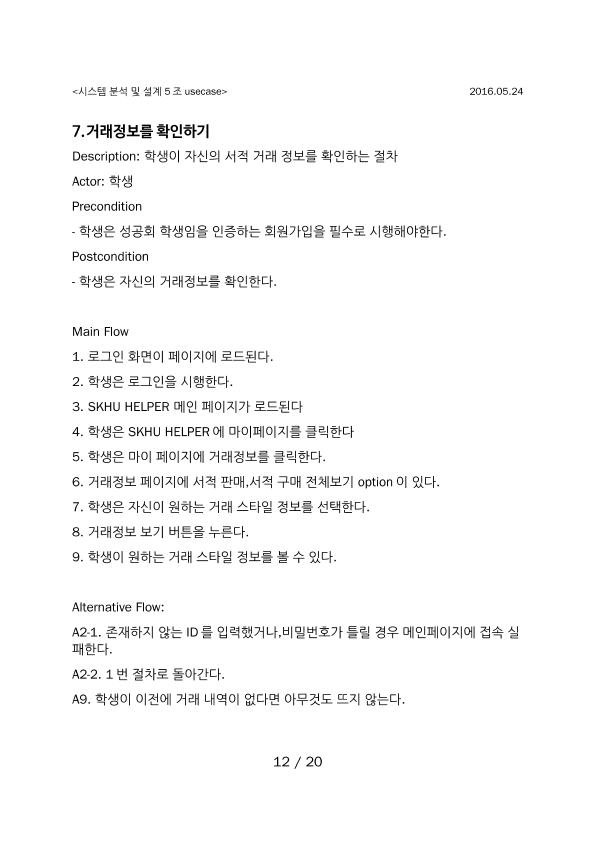 <시스템 분석 및 설계 5 조 usecase> 2016.05.24
7.거래정보를 확인하기
Description: 학생이 자신의 서적 거래 정보를 확인하는 절차
Actor: 학생
Precondition
- 학생은 성공회 학생임을 인증하는 회원가입을 필수로 시행해야한다.
Postcondition
- 학생은 자신의 거래정보를 확인한다.
Main Flow
1. 로그인 화면이 페이지에 로드된다.
2. 학생은 로그인을 시행한다.
3. SKHU HELPER 메인 페이지가 로드된다
4. 학생은 SKHU HELPER 에 마이페이지를 클릭한다
5. 학생은 마이 페이지에 거래정보를 클릭한다.
6. 거래정보 페이지에 서적 판매,서적 구매 전체보기 option 이 있다.
7. 학생은 자신이 원하는 거래 스타일 정보를 선택한다.
8. 거래정보 보기 버튼을 누른다.
9. 학생이 원하는 거래 스타일 정보를 볼 수 있다.
Alternative Flow:
A2-1. 존재하지 않는 ID 를 입력했거나,비밀번호가 틀릴 경우 메인페이지에 접속 실
패한다.
A2-2. 1 번 절차로 돌아간다.
A9. 학생이 이전에 거래 내역이 없다면 아무것도 뜨지 않는다.
12 / 20